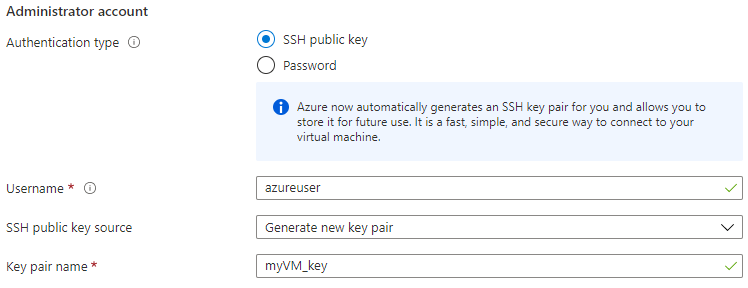 Administrator account
Authentication type
SSH public key
Password
Azure now automatically generates an SSH key pair for you and allows you to
store it for future use. It is a fast, simple, and secure way to connect to your
virtual machine.
Username *
azureuser
SSH public key source
Generate new key pair
Key pair name *
myVM_key